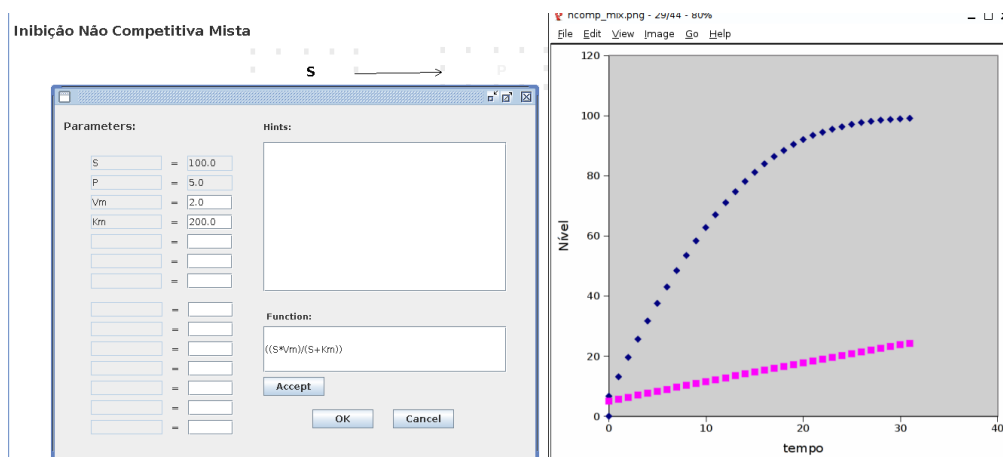 Inibição Não Competitiva Mista
S
P
Parameters:
Hints:
S = 100.0
P = 5.0
Vm = 2.0
Km = 200.0
=
=
=
=
=
=
=
=
=
=
Function:
((S*Vm)/(S+Km))
Accept
OK
Cancel
ncomp_mix.png - 29/44 - 80%
File Edit View Image Go Help
120
100
80
60
40
20
0
Nível
0 10 20 30 40
tempo